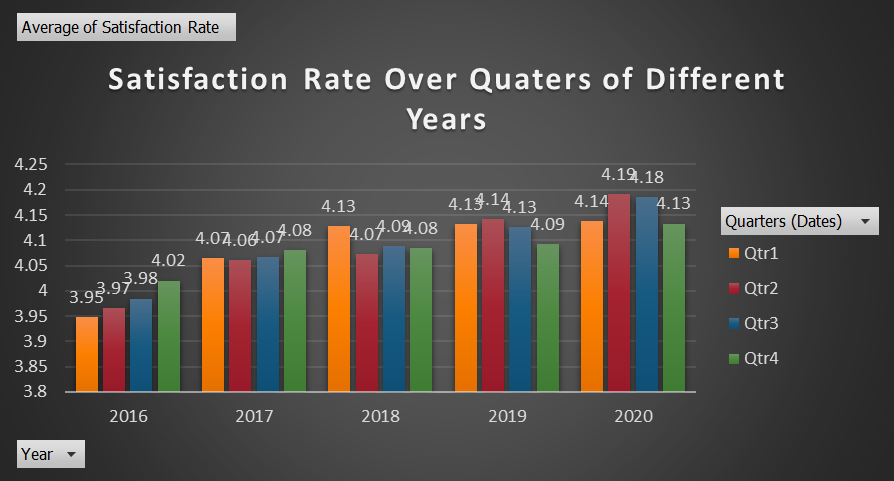 Average of Satisfaction Rate
Satisfaction Rate Over Quaters of Different
Years
4.25
4.2
4.15
4.1
4.05
4
3.95
3.9
3.85
3.8
3.95 3.97 3.98 4.02
4.07 4.06 4.07 4.08
4.13 4.07 4.09 4.08
4.13 4.14 4.13 4.09
4.14 4.19 4.18 4.13
2016 2017 2018 2019 2020
Quarters (Dates)
Qtr1
Qtr2
Qtr3
Qtr4
Year